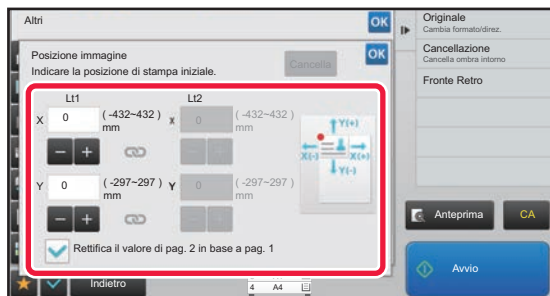 Altri
OK
Posizione immagine
Indicare la posizione di stampa iniziale.
Cancella
OK
Lt1
Lt2
X
0
( -432~432 )
mm
x
0
( -432~432 )
mm
Y(+)
X(-)
X(+)
Y(-)
Y
0
( -297~297 )
mm
Y
0
( -297~297 )
mm
Rettifica il valore di pag. 2 in base a pag. 1
Indietro
4 A4
Originale
Cambia formato/direz.
Cancellazione
Cancella ombra intorno
Fronte Retro
Anteprima
CA
Avvio